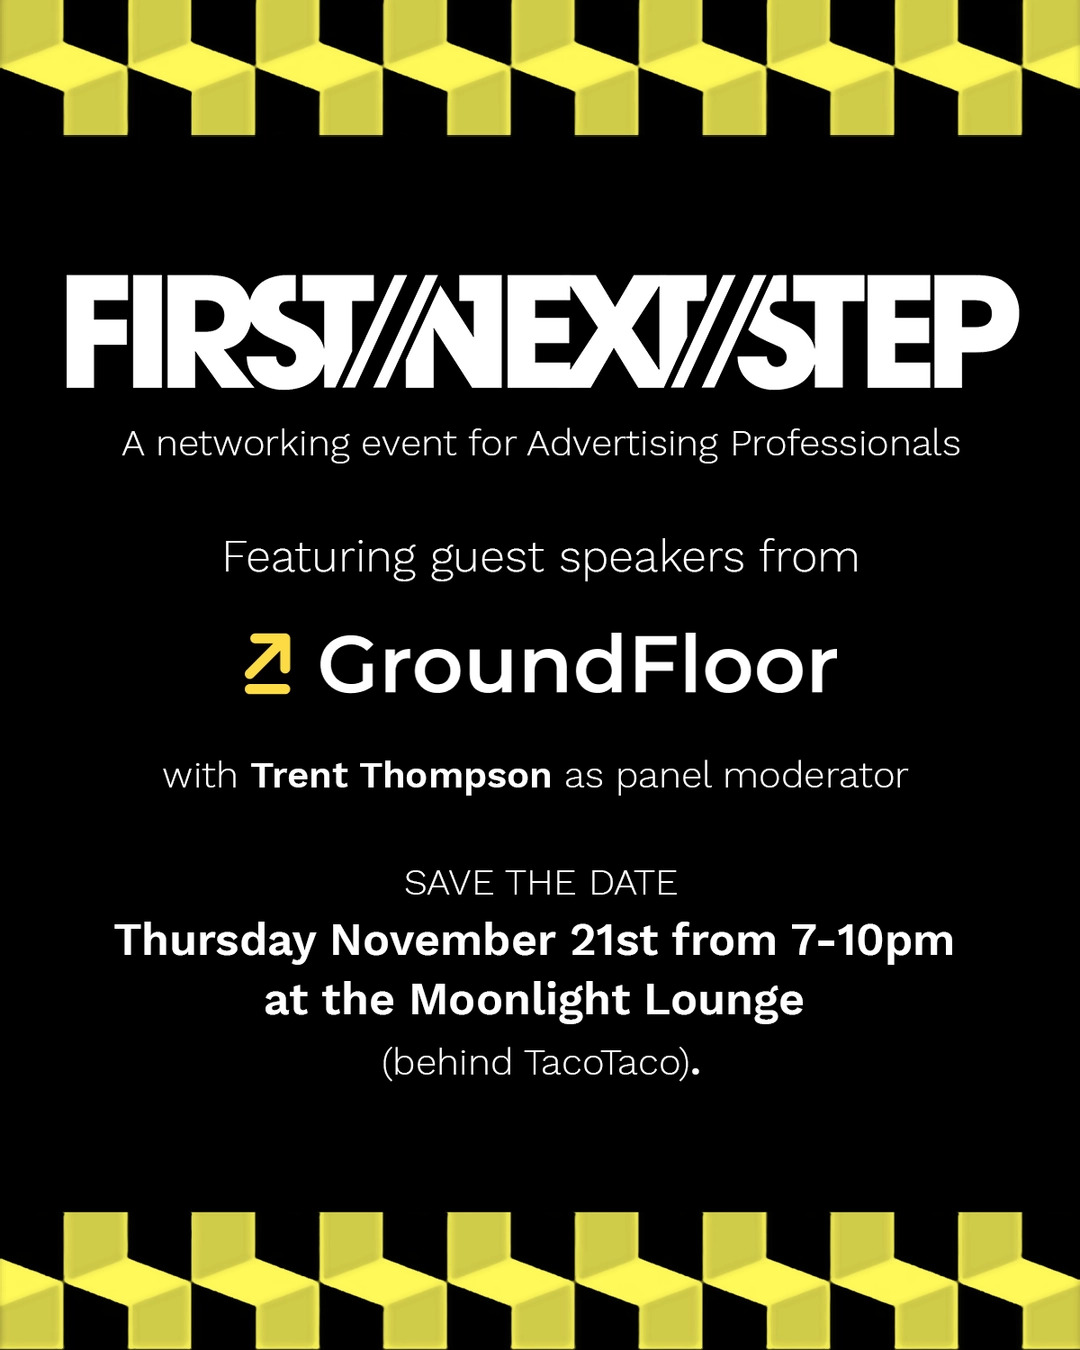 FIRST//NEXT//STEP
A networking event for Advertising Professionals
Featuring guest speakers from
GroundFloor
with Trent Thompson as panel moderator
SAVE THE DATE
Thursday November 21st from 7-10pm
at the Moonlight Lounge
(behind TacoTaco).